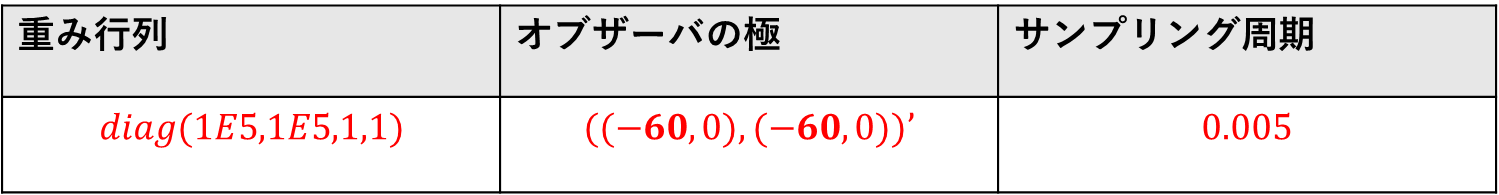 重み行列 オブザーバの極 サンプリング周期
diag(1E5,1E5,1,1) ((−60,0),(−60,0))' 0.005